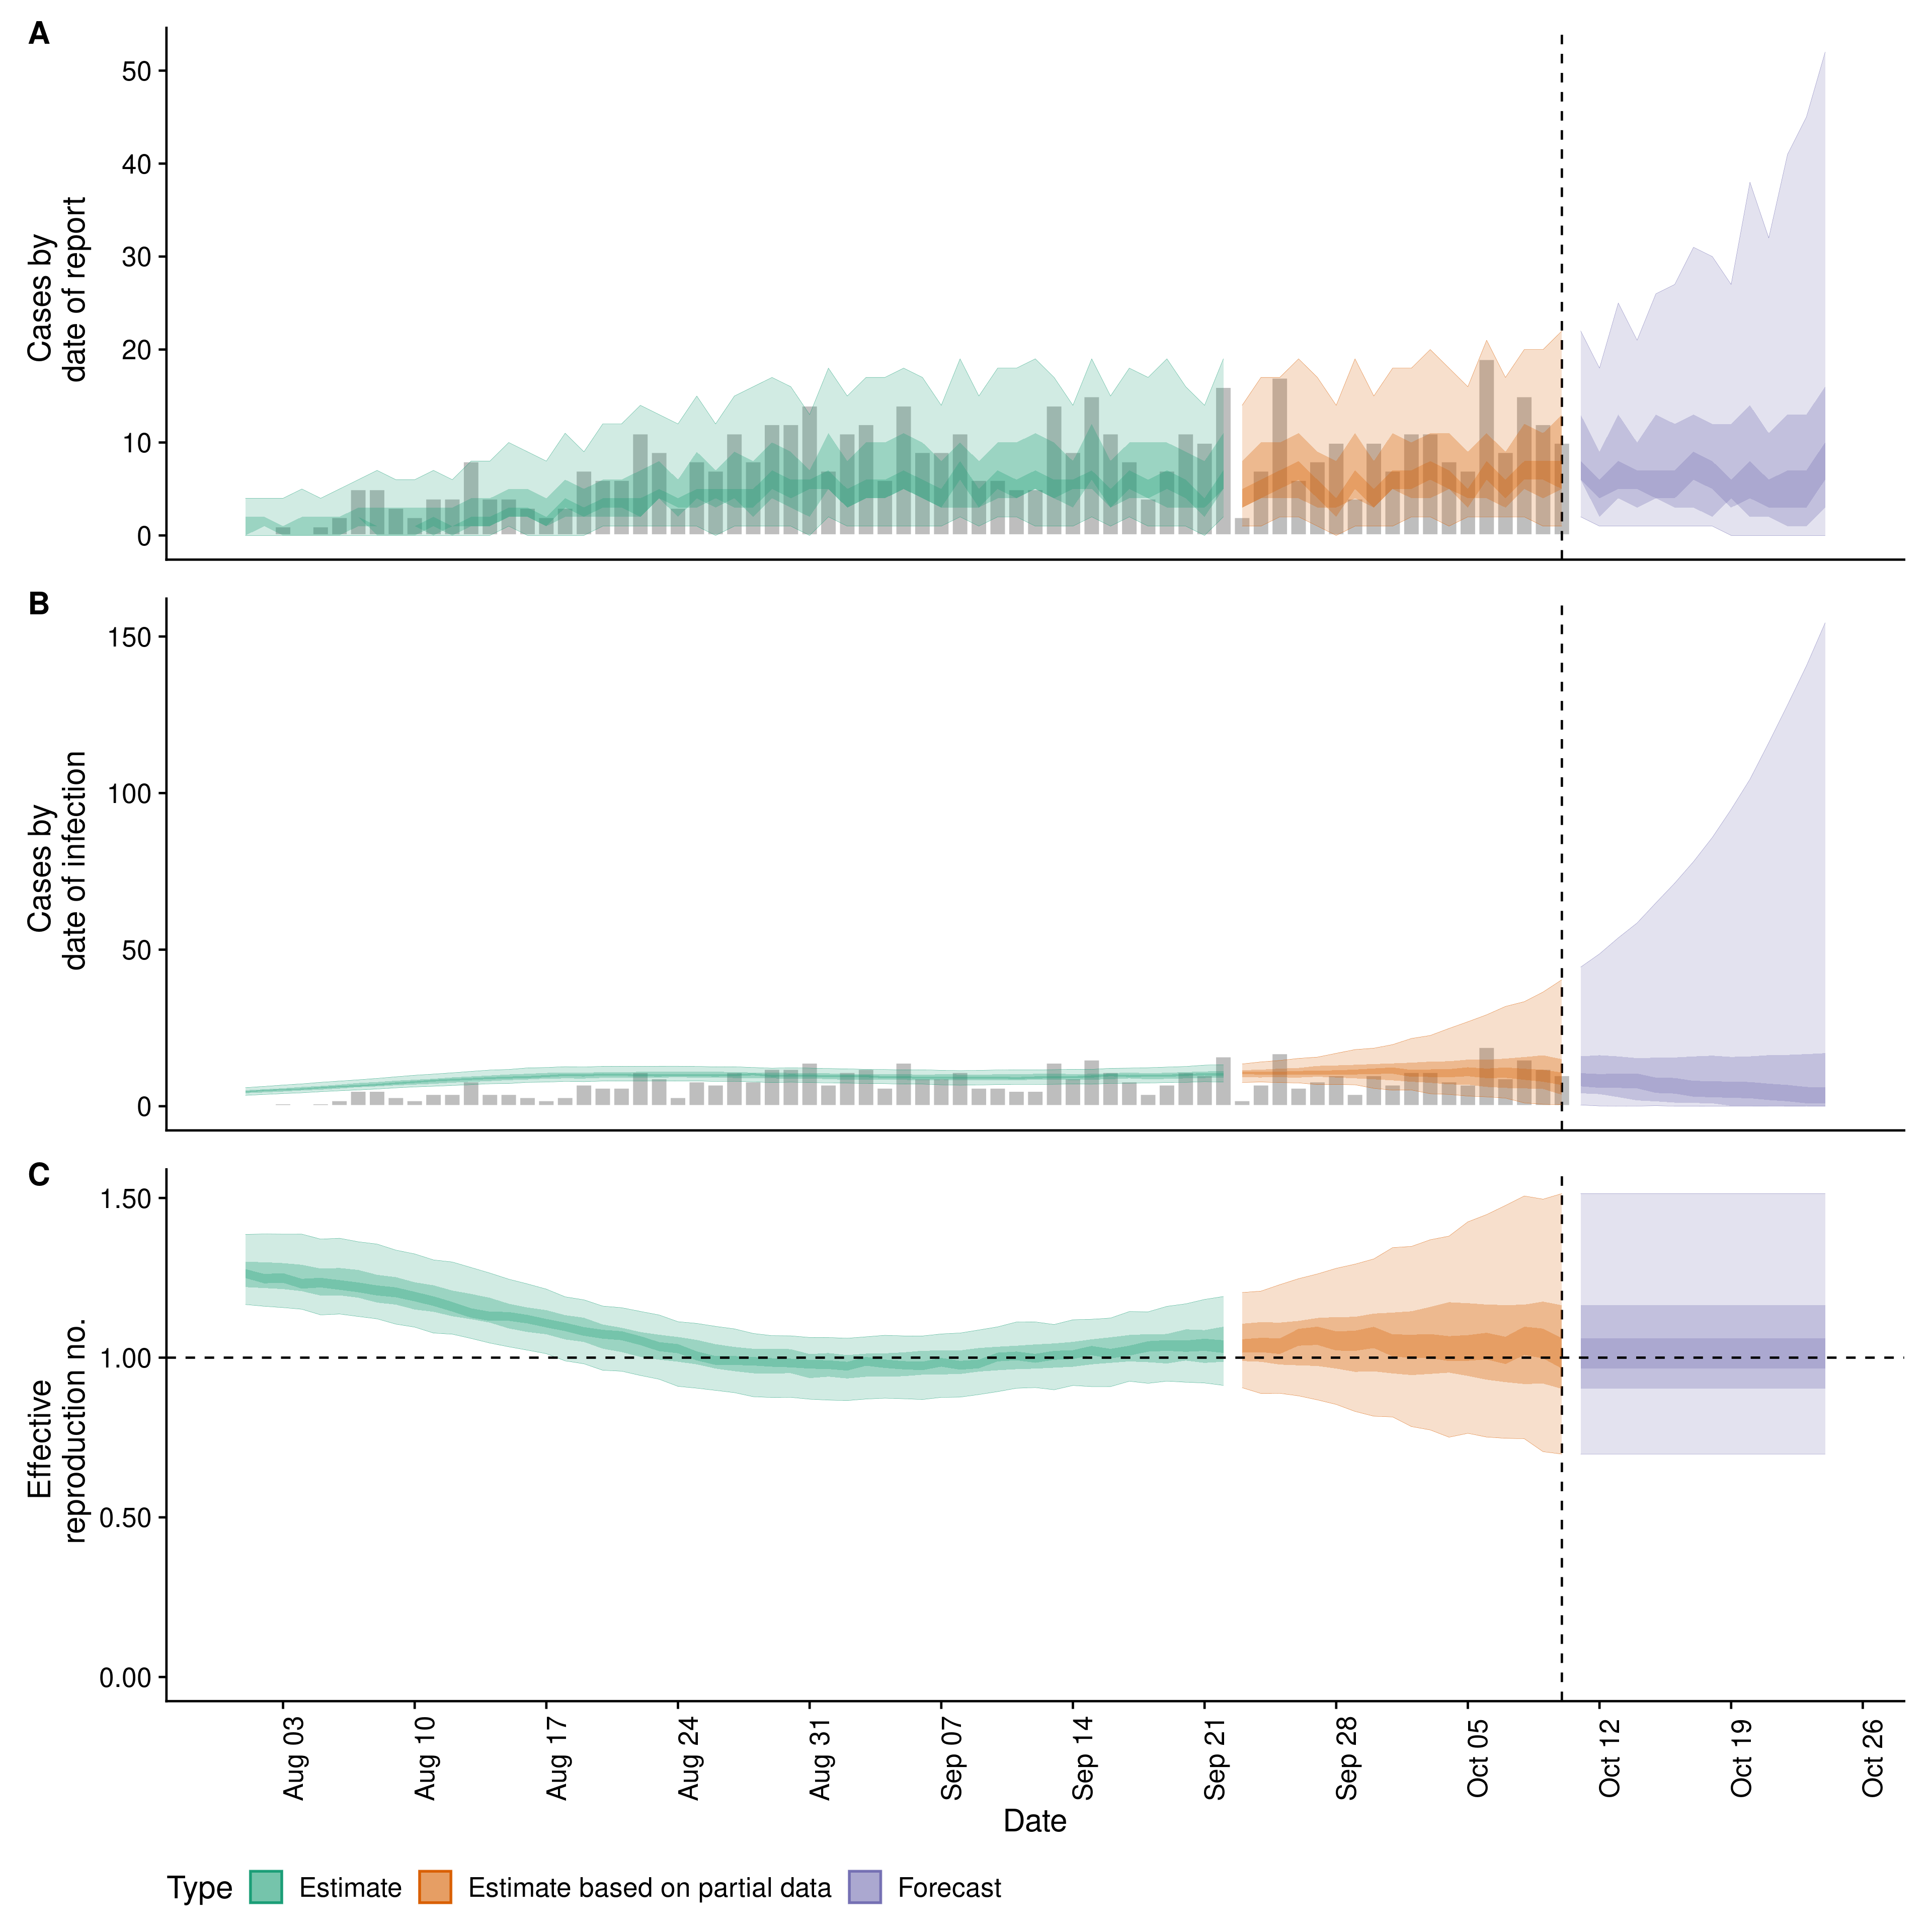 A
50
40
30
20
10
0
Cases by
date of report
B
150
100
50
0
Cases by
date of infection
C
1.50
1.00
0.50
0.00
Effective
reproduction no.
Aug 03
Aug 10
Aug 17
Aug 24
Aug 31
Sep 07
Sep 14
Sep 21
Sep 28
Oct 05
Oct 12
Oct 19
Oct 26
Date
Type Estimate Estimate based on partial data Forecast